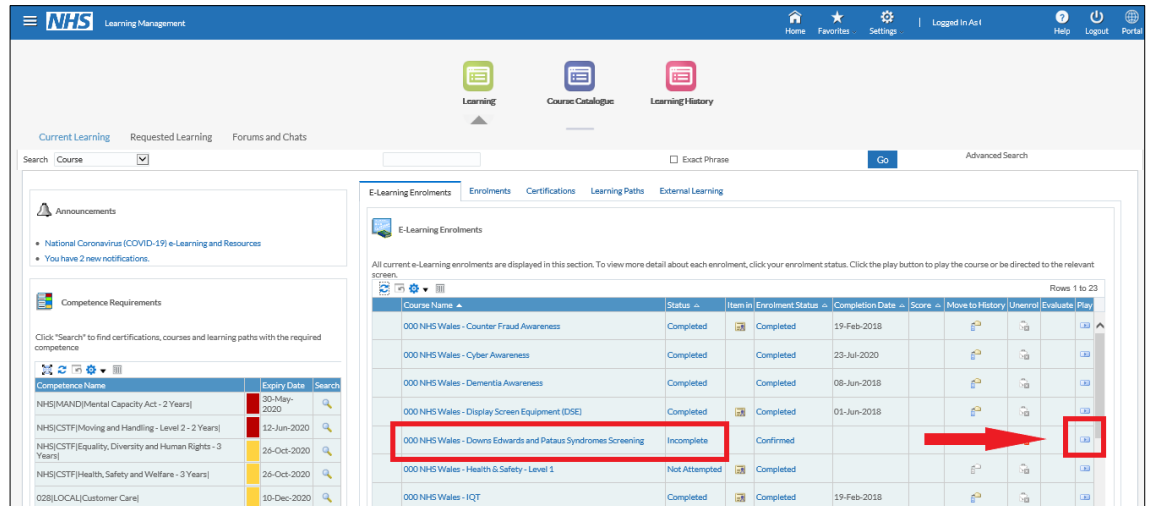 NHS Learning Management
Home Favorites Settings Logged In As Help Logout Portal
Learning Course Catalogue Learning History
Current Learning Requested Learning Forums and Chats
Search Course Exact Phrase Go Advanced Search
Announcements
National Coronavirus (COVID-19) e-Learning and Resources
You have 2 new notifications.
Competence Requirements
Click "Search" to find certifications, courses and learning paths with the required
competence
Competence Name Expiry Date Search
NHS|MAND|Mental Capacity Act - 2 Years| 30-May-
2020
NHS|CSTF|Moving and Handling - Level 2 - 2 Years| 12-Jun-2020
NHS|CSTF|Equality, Diversity and Human Rights - 3
Years| 26-Oct-2020
NHS|CSTF|Health, Safety and Welfare - 3 Years| 26-Oct-2020
028|LOCAL|Customer Care| 10-Dec-2020
E-Learning Enrolments Enrolments Certifications Learning Paths External Learning
E-Learning Enrolments
All current e-Learning enrolments are displayed in this section. To view more detail about each enrolment, click your enrolment status. Click the play button to play the course or be directed to the relevant
screen.
Rows 1 to 23
Course Name Status Item in Enrolment Status Completion Date Score Move to History Unenrol Evaluate Play
000 NHS Wales - Counter Fraud Awareness Completed Completed 19-Feb-2018
000 NHS Wales - Cyber Awareness Completed Completed 23-Jul-2020
000 NHS Wales - Dementia Awareness Completed Completed 08-Jun-2018
000 NHS Wales - Display Screen Equipment (DSE) Completed Completed 01-Jun-2018
000 NHS Wales - Downs Edwards and Pataus Syndromes Screening Incomplete Confirmed
000 NHS Wales - Health & Safety - Level 1 Not Attempted Completed
000 NHS Wales - IQT Completed Completed 19-Feb-2018